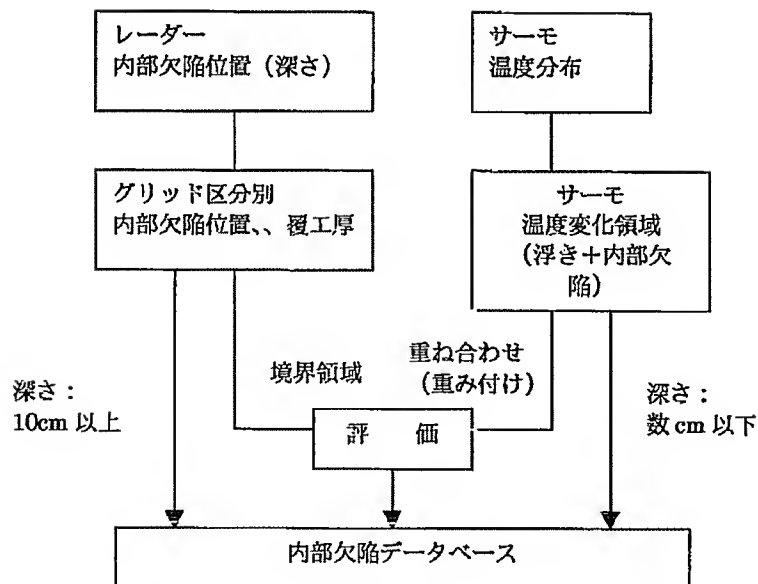 レーダー
内部欠陥位置（深さ）
サーモ
温度分布
グリッド区分別
内部欠陥位置、、覆工厚
サーモ
温度変化領域
(浮き＋内部欠
陥)
境界領域
重ね合わせ
(重み付け)
深さ：
10cm 以上
深さ：
数 cm 以下
評　価
内部欠陥データベース